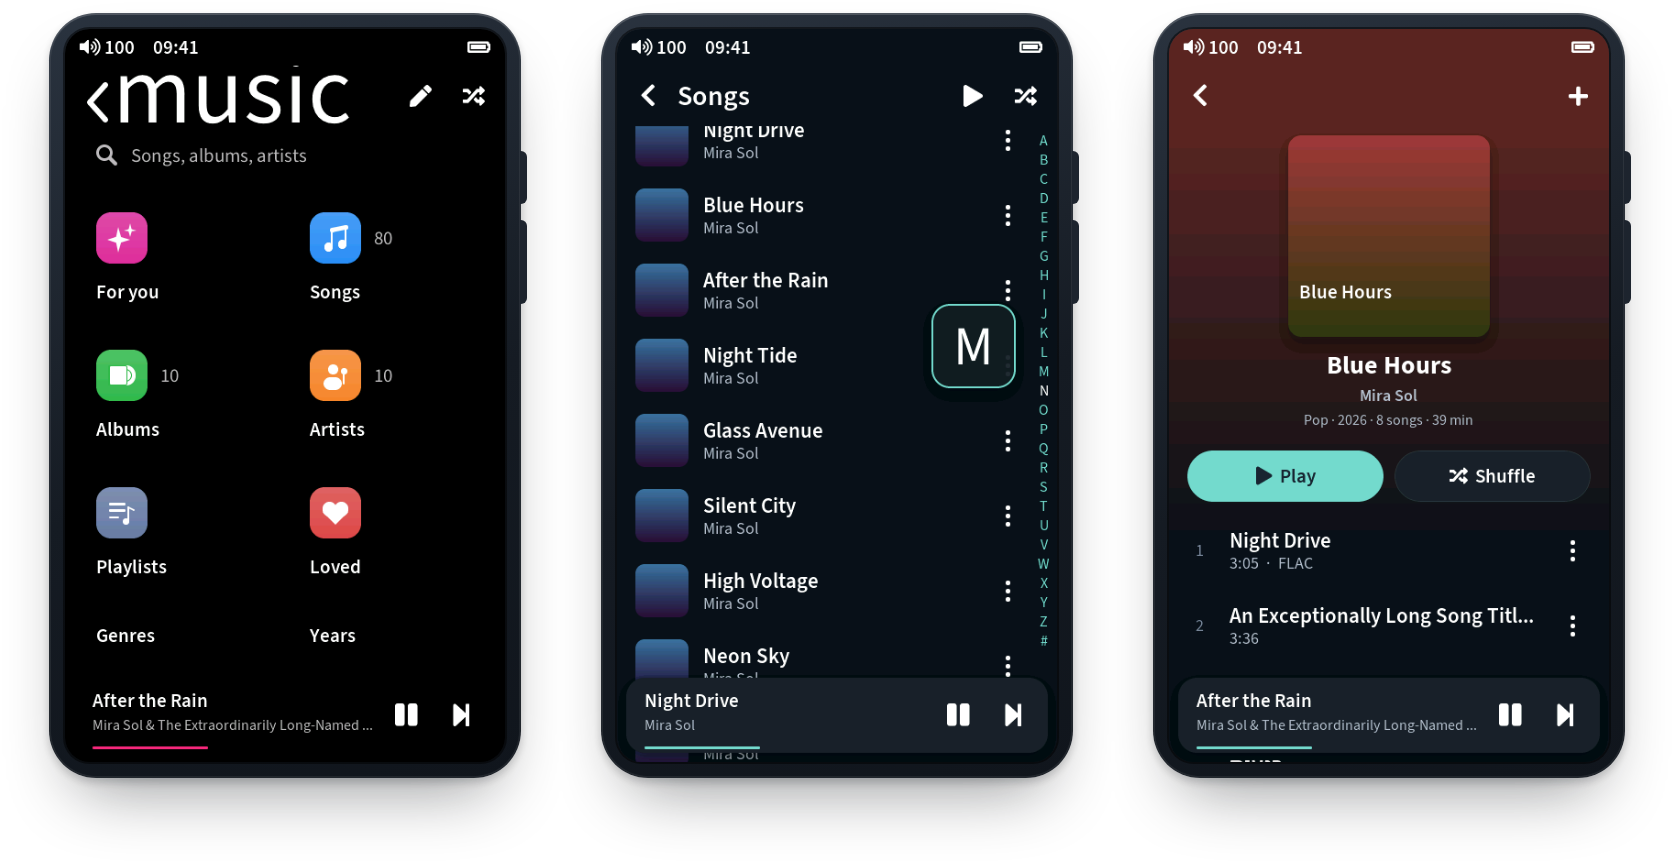 100 09:41
music
Songs, albums, artists
80
For you Songs
10 10
Albums Artists
Playlists Loved
Genres Years
After the Rain
Mira Sol & The Extraordinarily Long-Named ...
100 09:41
Songs
Night Drive
Mira Sol
Blue Hours
Mira Sol
After the Rain
Mira Sol
Night Tide
Mira Sol
Glass Avenue
Mira Sol
Silent City
Mira Sol
High Voltage
Mira Sol
Neon Sky
Mira Sol
M
A
B
C
D
E
F
G
H
I
J
K
L
M
N
O
P
Q
R
S
T
U
V
W
X
Y
Z
#
Night Drive
Mira Sol
Mira Sol
100 09:41
Blue Hours
Blue Hours
Mira Sol
Pop · 2026 · 8 songs · 39 min
Play Shuffle
1 Night Drive
3:05 · FLAC
2 An Exceptionally Long Song Titl...
3:36
After the Rain
Mira Sol & The Extraordinarily Long-Named ...